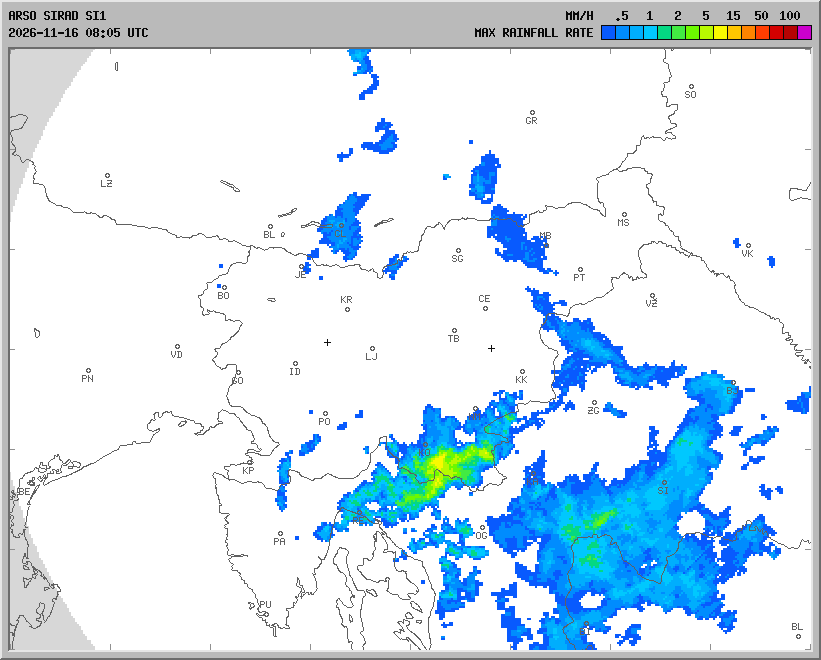 ARSO SIRAD SI1
2026-11-16 08:05 UTC
MM/H .5 1 2 5 15 50 100
MAX RAINFALL RATE
SO
GR
LZ
MS
BL
MB
VK
SG
JE
PT
BO
KR
CE
VZ
TB
VD
LJ
ID
PN
GO
KK
ZG
PO
KP
SI
BE
OG
PA
PU
BL